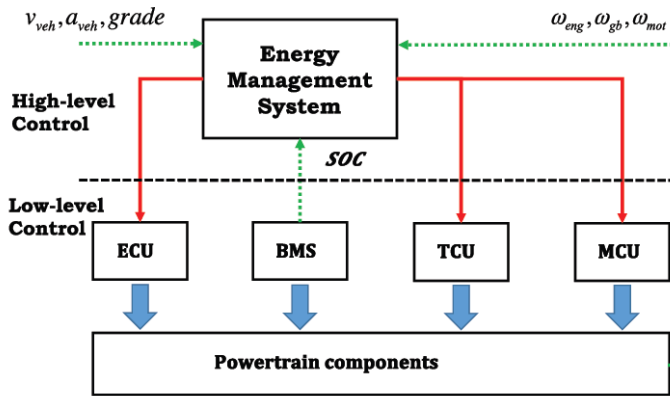 v_veh, a_veh, grade
ω_eng, ω_gb, ω_mot
Energy
Management
System
High-level
Control
SOC
Low-level
Control
ECU
BMS
TCU
MCU
Powertrain components